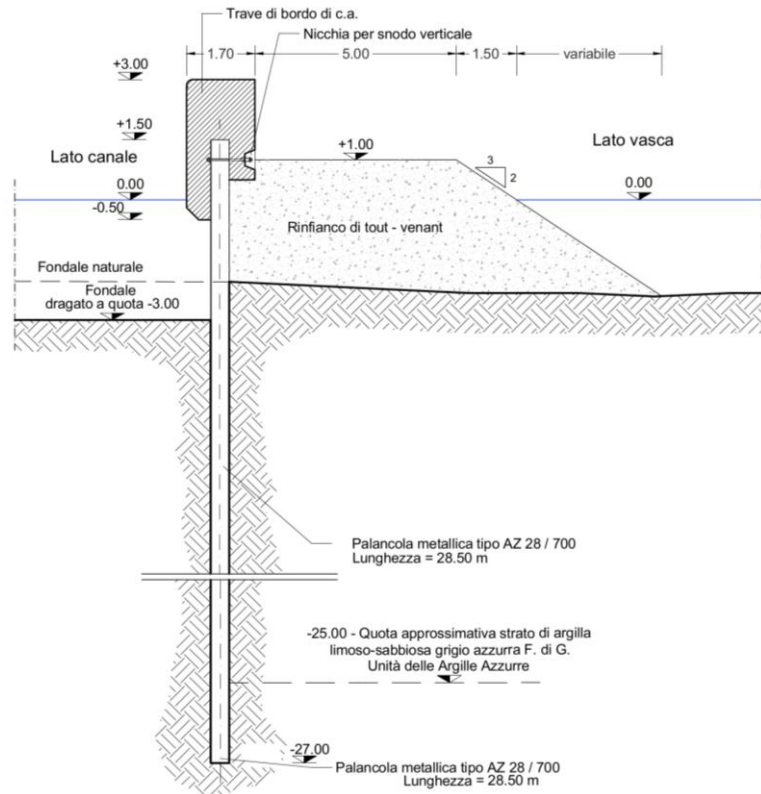 Trave di bordo di c.a.
Nicchia per snodo verticale
1.70
5.00
1.50
variabile
+3.00
+1.50
+1.00
3
2
Lato canale
Lato vasca
0.00
0.00
-0.50
Rinfianco di tout - venant
Fondale naturale
Fondale
dragato a quota -3.00
Palancola metallica tipo AZ 28 / 700
Lunghezza = 28.50 m
-25.00 - Quota approssimativa strato di argilla
limoso-sabbiosa grigio azzurra F. di G.
Unità delle Argille Azzurre
-27.00
Palancola metallica tipo AZ 28 / 700
Lunghezza = 28.50 m